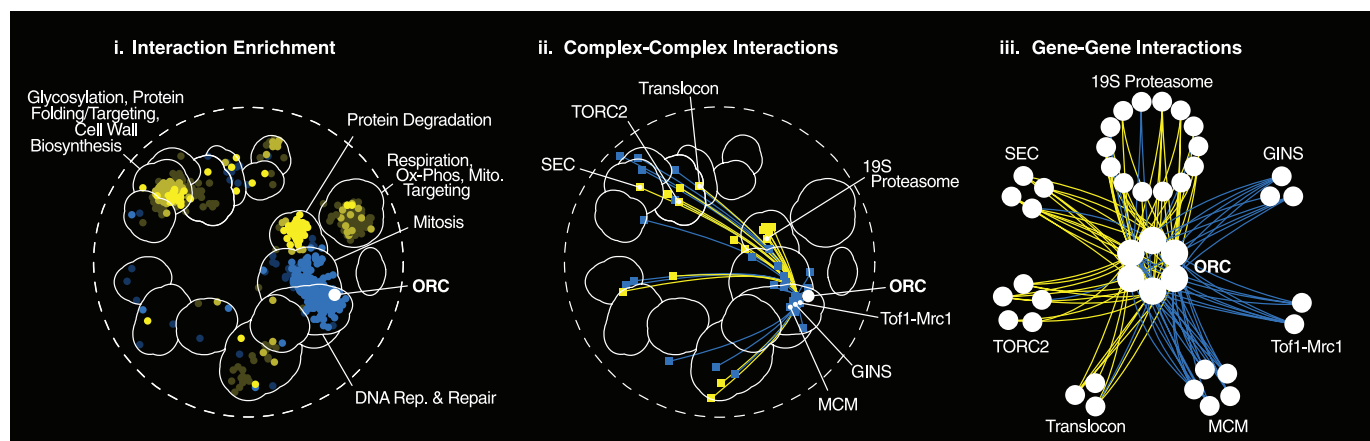 i. Interaction Enrichment
Glycosylation, Protein
Folding/Targeting,
Cell Wall
Biosynthesis
Protein Degradation
Respiration,
Ox-Phos, Mito.
Targeting
Mitosis
ORC
DNA Rep. & Repair
ii. Complex-Complex Interactions
Translocon
TORC2
SEC
19S
Proteasome
ORC
Tof1-Mrc1
GINS
MCM
iii. Gene-Gene Interactions
19S Proteasome
SEC
GINS
ORC
TORC2
Tof1-Mrc1
Translocon
MCM